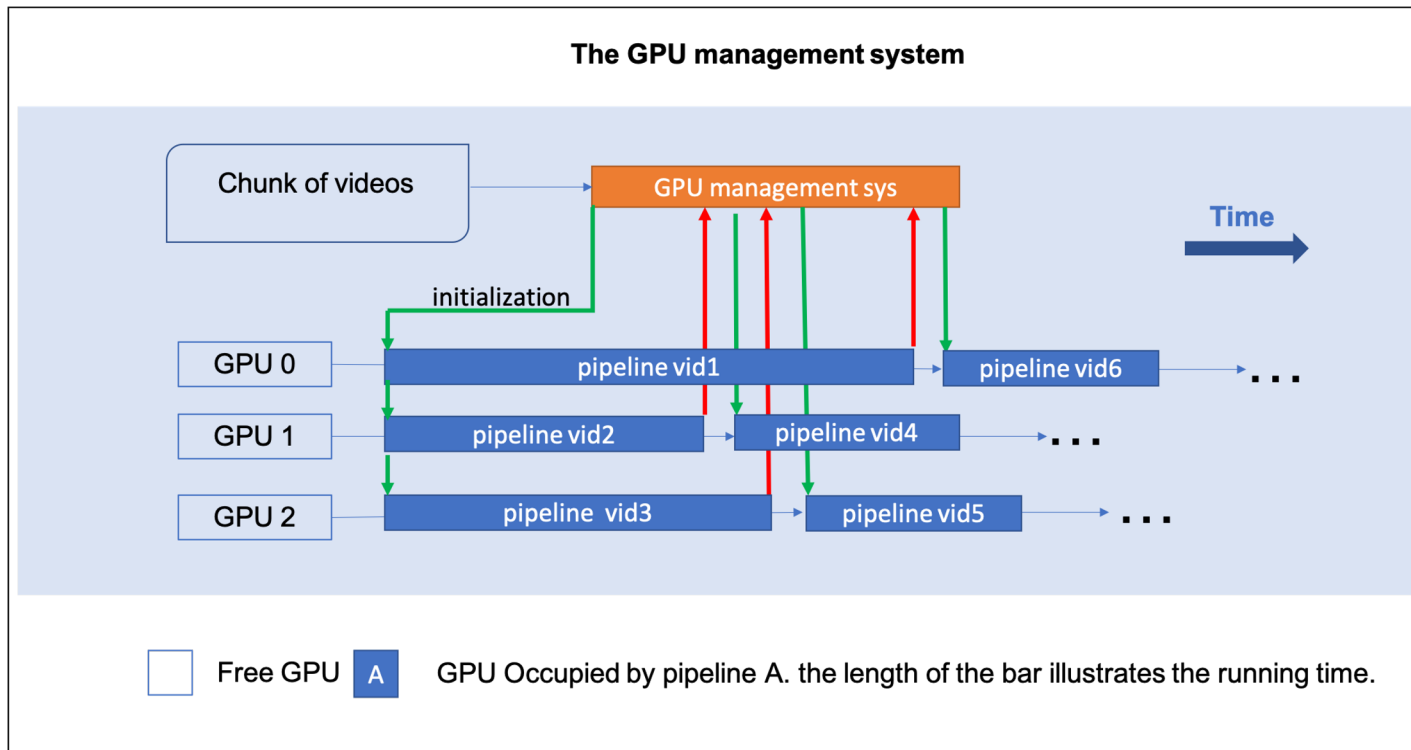 The GPU management system
Chunk of videos
GPU management sys
Time
initialization
GPU 0
pipeline vid1
pipeline vid6
...
GPU 1
pipeline vid2
pipeline vid4
...
GPU 2
pipeline  vid3
pipeline vid5
...
Free GPU
A
GPU Occupied by pipeline A. the length of the bar illustrates the running time.